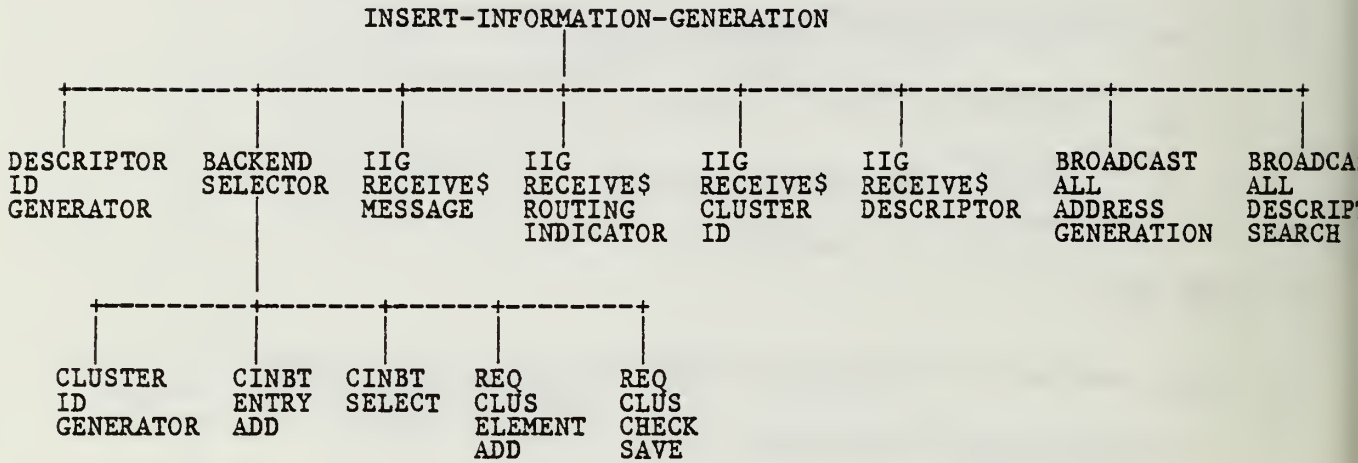 INSERT-INFORMATION-GENERATION
DESCRIPTOR BACKEND IIG IIG IIG IIG BROADCAST BROADCA
ID SELECTOR RECEIVE$ RECEIVE$ RECEIVE$ RECEIVE$ ALL ALL
GENERATOR MESSAGE ROUTING CLUSTER DESCRIPTOR ADDRESS DESCRIPT
INDICATOR ID GENERATION SEARCH
CLUSTER CINBT CINBT REQ REQ
ID ENTRY SELECT CLUS CLUS
GENERATOR ADD ELEMENT CHECK
ADD SAVE